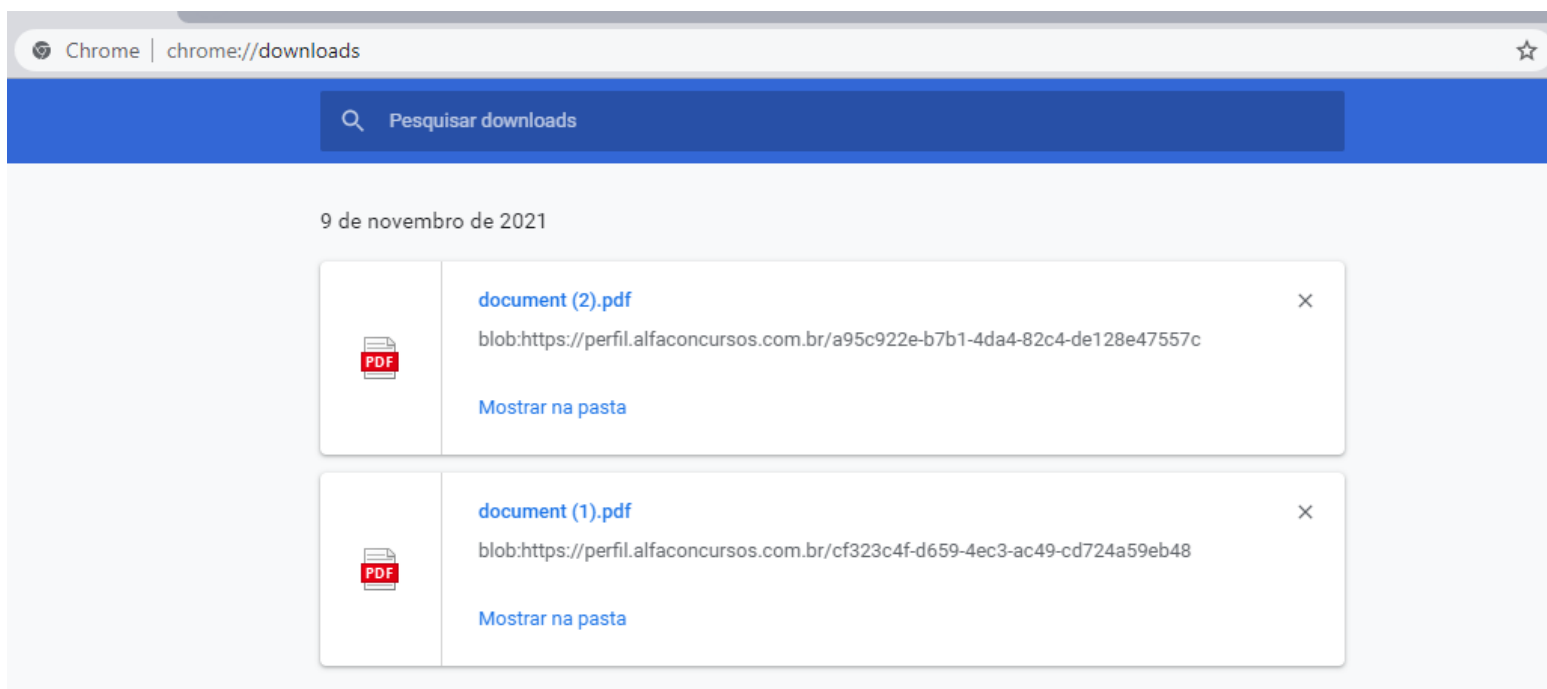 Chrome | chrome://downloads
Pesquisar downloads
9 de novembro de 2021
document (2).pdf
blob:https://perfil.alfaconcursos.com.br/a95c922e-b7b1-4da4-82c4-de128e47557c
PDF
Mostrar na pasta
document (1).pdf
blob:https://perfil.alfaconcursos.com.br/cf323c4f-d659-4ec3-ac49-cd724a59eb48
PDF
Mostrar na pasta